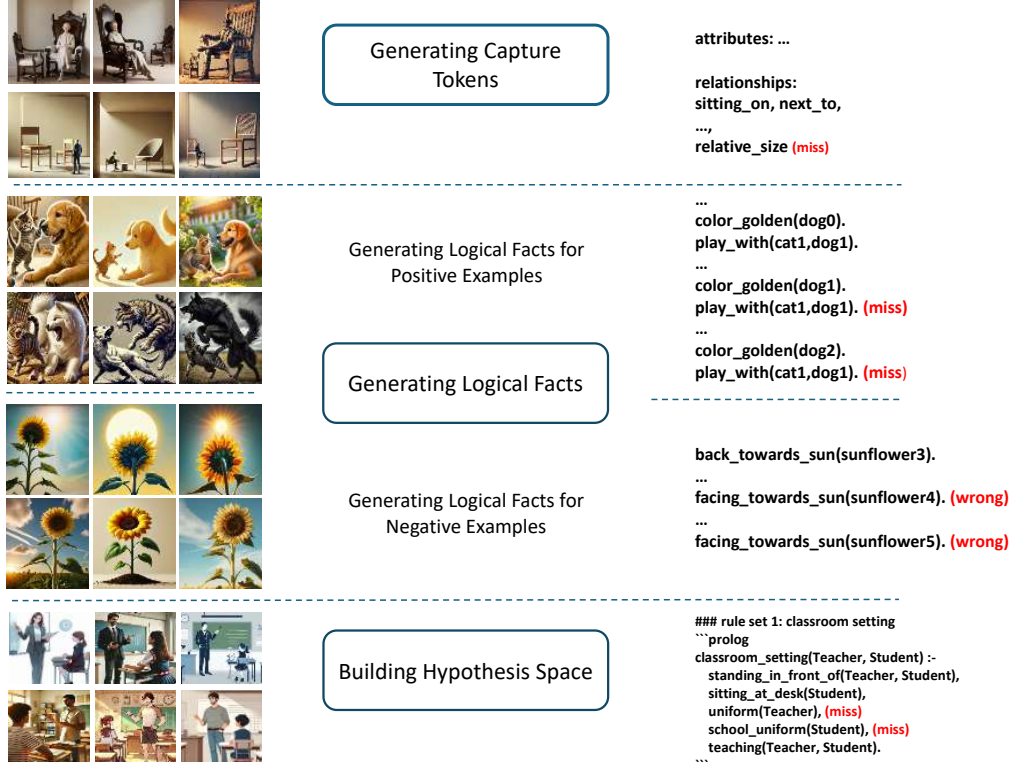 Generating Capture
Tokens
attributes: ...
relationships:
sitting_on, next_to,
...,
relative_size (miss)
Generating Logical Facts for
Positive Examples
...
color_golden(dog0).
play_with(cat1,dog1).
...
color_golden(dog1).
play_with(cat1,dog1). (miss)
...
color_golden(dog2).
play_with(cat1,dog1). (miss)
Generating Logical Facts
Generating Logical Facts for
Negative Examples
back_towards_sun(sunflower3).
...
facing_towards_sun(sunflower4). (wrong)
...
facing_towards_sun(sunflower5). (wrong)
Building Hypothesis Space
### rule set 1: classroom setting
```prolog
classroom_setting(Teacher, Student) :-
standing_in_front_of(Teacher, Student),
sitting_at_desk(Student),
uniform(Teacher), (miss)
school_uniform(Student), (miss)
teaching(Teacher, Student).
```